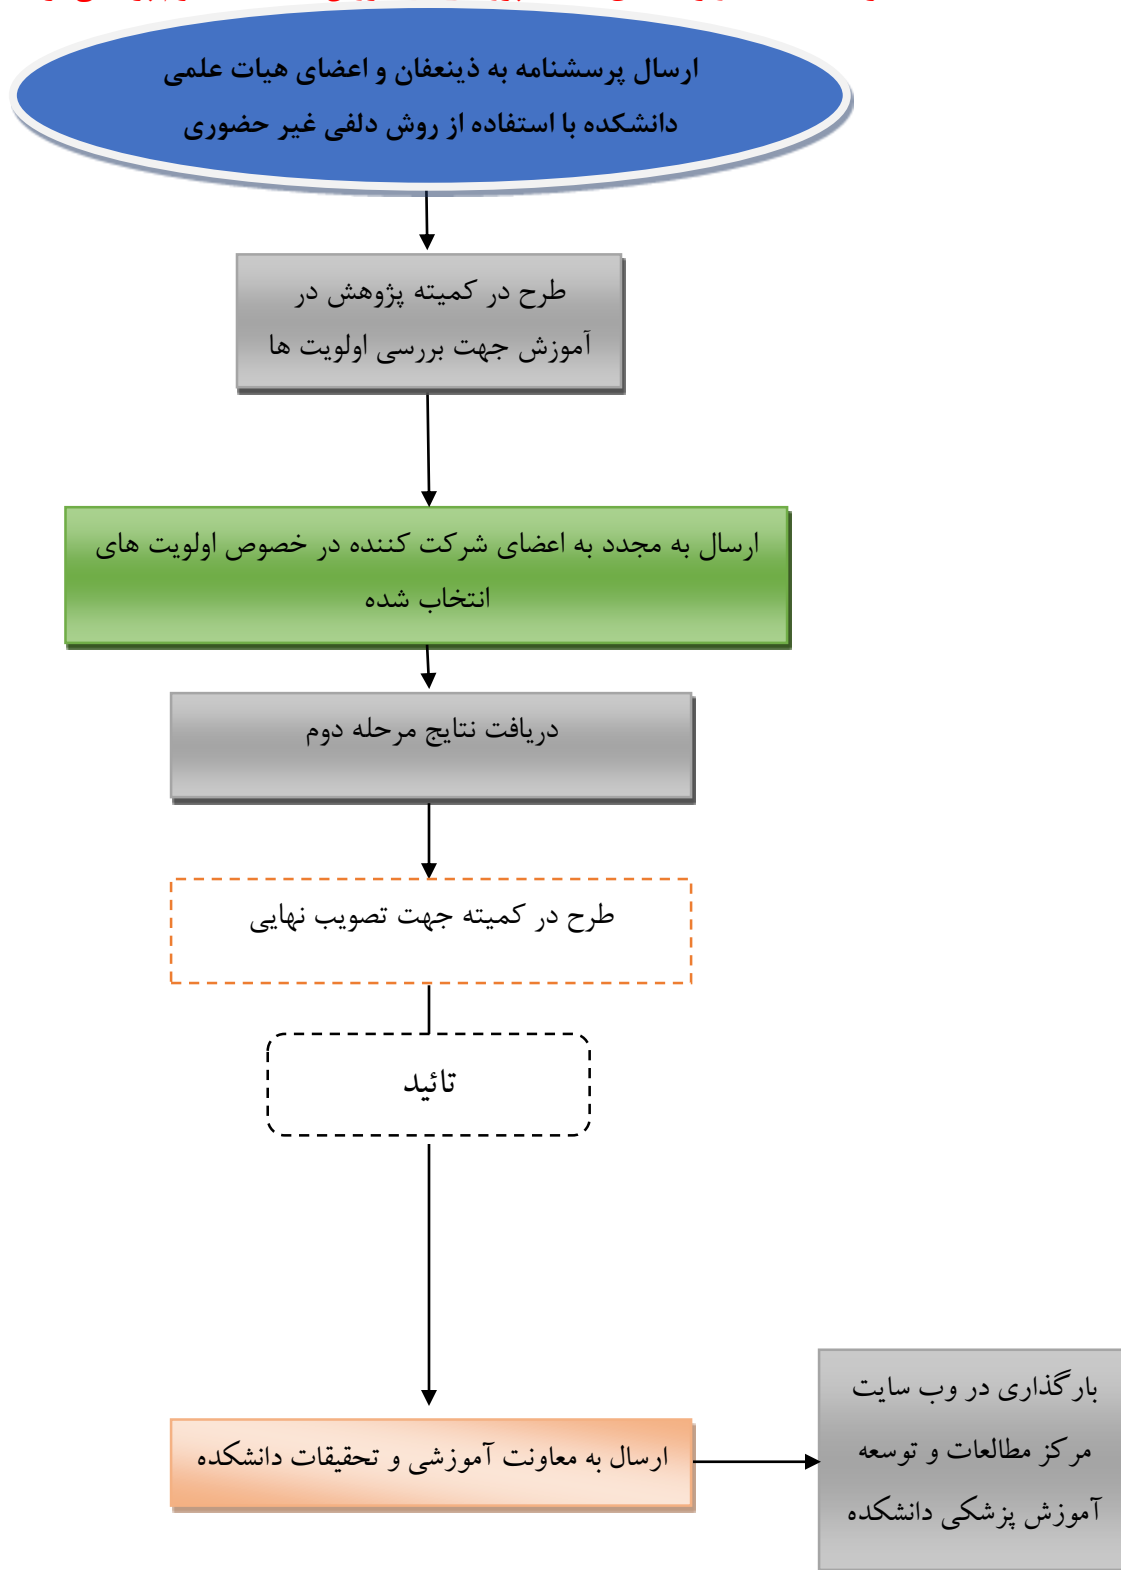 ارسال پرسشنامه به ذینعفان و اعضای هیات علمی
دانشکده با استفاده از روش دلفی غیر حضوری
طرح در کمیته پژوهش در
آموزش جهت بررسی اولویت ها
ارسال به مجدد به اعضای شرکت کننده در خصوص اولویت های
انتخاب شده
دریافت نتایج مرحله دوم
طرح در کمیته جهت تصویب نهایی
تائید
ارسال به معاونت آموزشی و تحقیقات دانشکده
بارگذاری در وب سایت
مرکز مطالعات و توسعه
آموزش پزشکی دانشکده